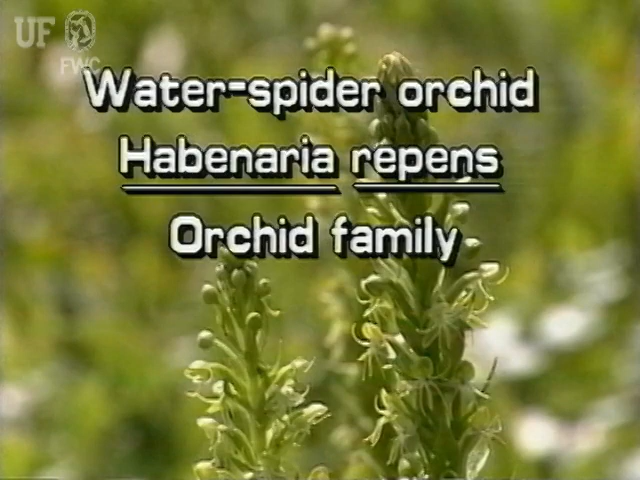 UF
FWC
Water-spider orchid
Habenaria repens
Orchid family